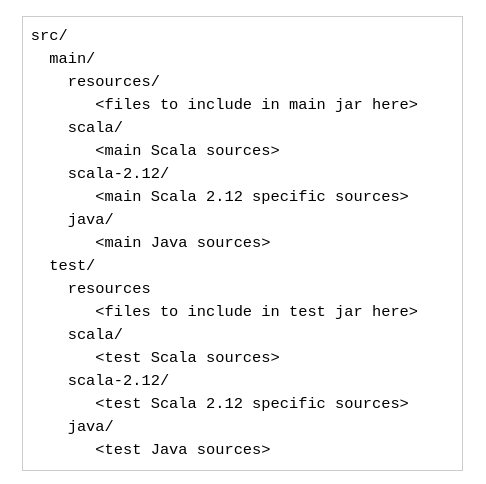 src/
  main/
    resources/
       <files to include in main jar here>
    scala/
       <main Scala sources>
    scala-2.12/
       <main Scala 2.12 specific sources>
    java/
       <main Java sources>
  test/
    resources
       <files to include in test jar here>
    scala/
       <test Scala sources>
    scala-2.12/
       <test Scala 2.12 specific sources>
    java/
       <test Java sources>